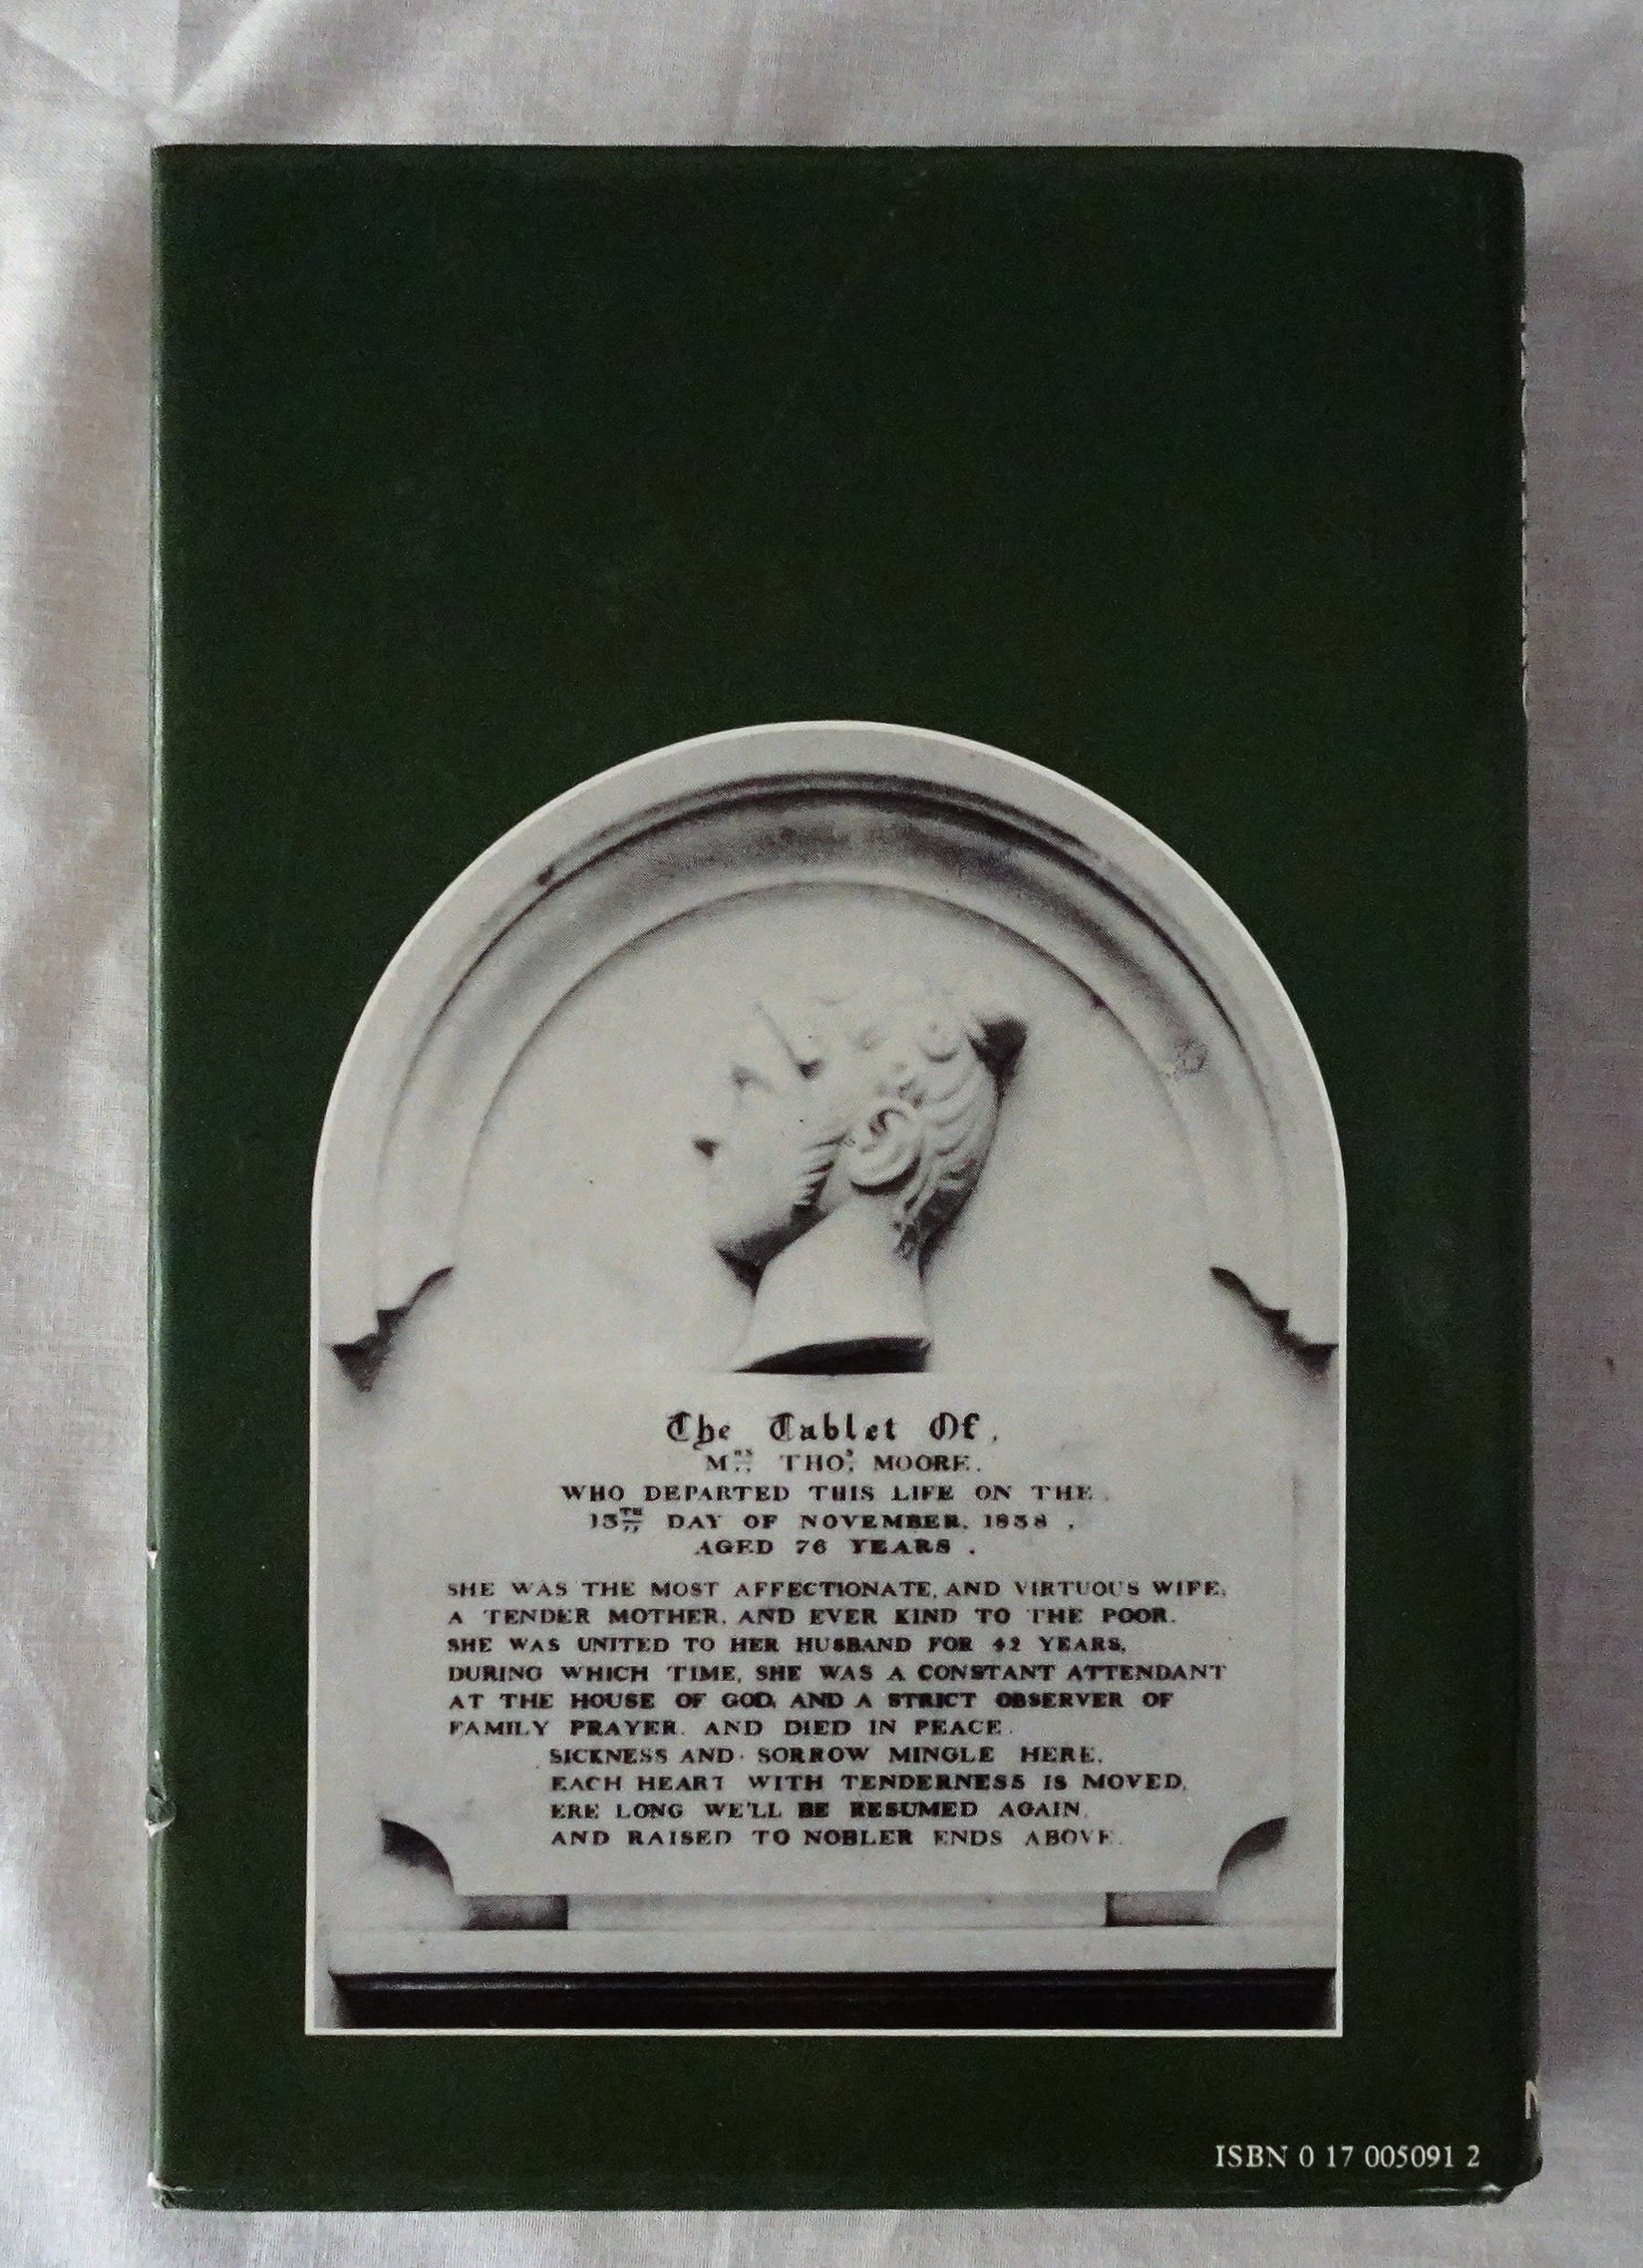 The Tablet Of.
MRS THOS MOORE.
WHO DEPARTED THIS LIFE ON THE.
13TH DAY OF NOVEMBER, 1838.
AGED 76 YEARS.
SHE WAS THE MOST AFFECTIONATE, AND VIRTUOUS WIFE,
A TENDER MOTHER, AND EVER KIND TO THE POOR.
SHE WAS UNITED TO HER HUSBAND FOR 42 YEARS,
DURING WHICH TIME, SHE WAS A CONSTANT ATTENDANT
AT THE HOUSE OF GOD, AND A STRICT OBSERVER OF
FAMILY PRAYER, AND DIED IN PEACE.
SICKNESS AND SORROW MINGLE HERE,
EACH HEART WITH TENDERNESS IS MOVED,
ERE LONG WE'LL BE RESUMED AGAIN,
AND RAISED TO NOBLER ENDS ABOVE.
ISBN 0 17 005091 2